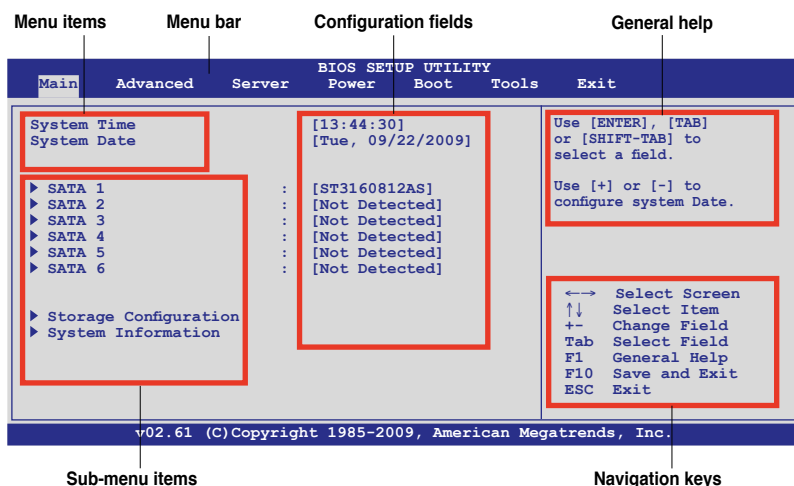 Menu items Menu bar Configuration fields General help
BIOS SETUP UTILITY
Main Advanced Server Power Boot Tools Exit
System Time [13:44:30]
System Date [Tue, 09/22/2009]
SATA 1 : [ST3160812AS]
SATA 2 : [Not Detected]
SATA 3 : [Not Detected]
SATA 4 : [Not Detected]
SATA 5 : [Not Detected]
SATA 6 : [Not Detected]
Storage Configuration
System Information
Use [ENTER], [TAB]
or [SHIFT-TAB] to
select a field.
Use [+] or [-] to
configure system Date.
←→ Select Screen
↑↓ Select Item
+- Change Field
Tab Select Field
F1 General Help
F10 Save and Exit
ESC Exit
v02.61 (C)Copyright 1985-2009, American Megatrends, Inc.
Sub-menu items Navigation keys